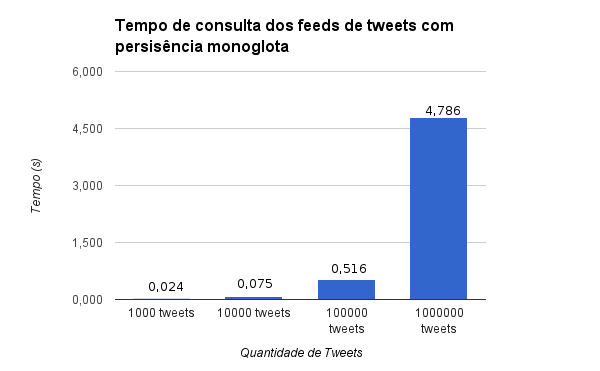 Tempo de consulta dos feeds de tweets com
persisência monoglota
6,000
4,500
3,000
1,500
0,000
Tempo (s)
0,024
0,075
0,516
4,786
1000 tweets
10000 tweets
100000
tweets
1000000
tweets
Quantidade de Tweets